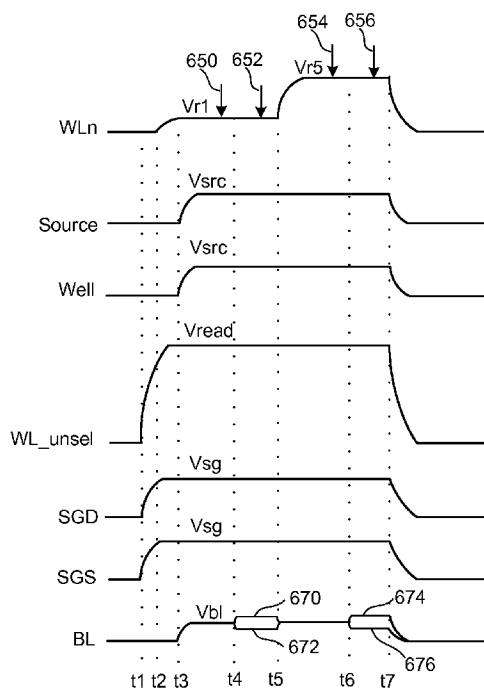 654 656
650 652
Vr5
Vr1
WLn
Vsrc
Source
Vsrc
Well
Vread
WL_unsel
Vsg
SGD
Vsg
SGS
670 674
Vbl
BL
672 676
t1 t2 t3 t4 t5 t6 t7